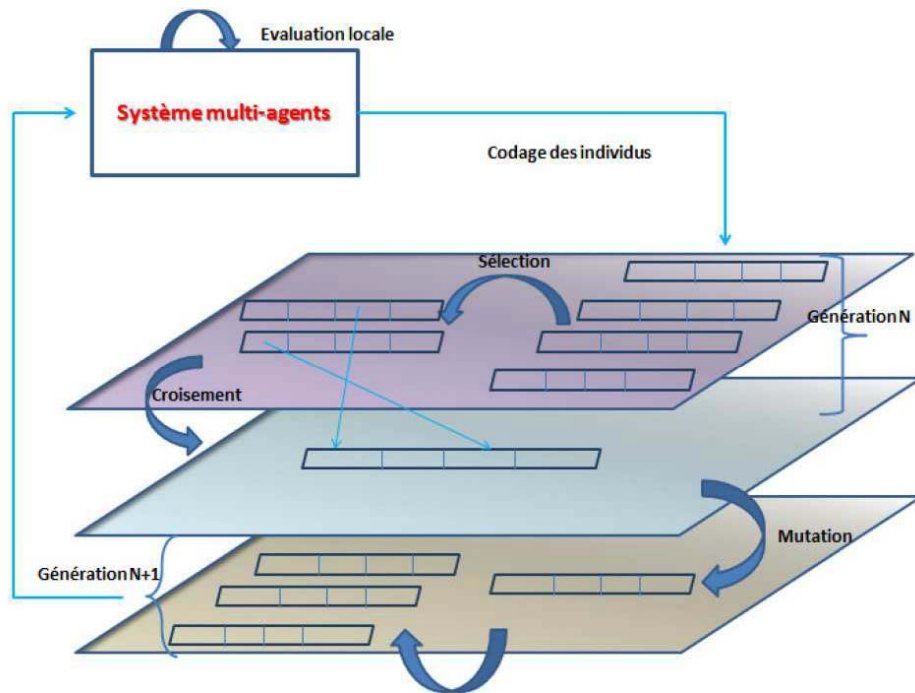 Evaluation locale
Système multi-agents
Codage des individus
Sélection
Génération N
Croisement
Mutation
Génération N+1